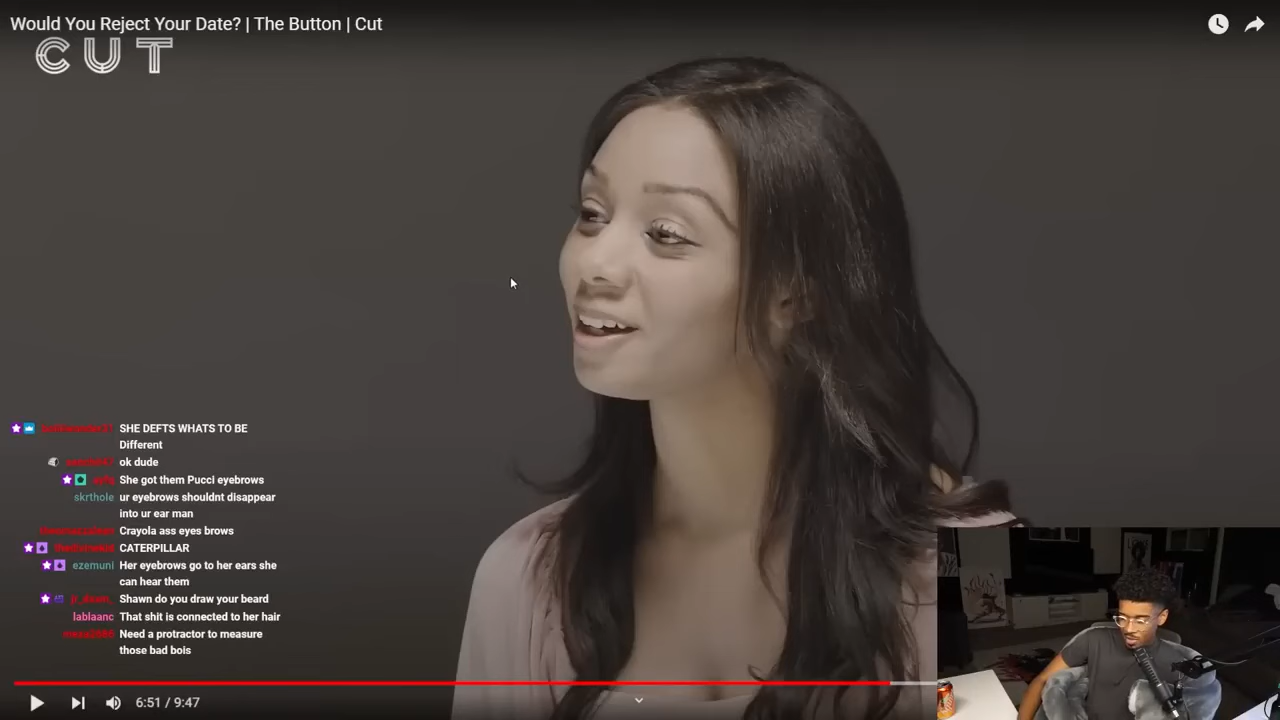 Would You Reject Your Date? | The Button | Cut
CUT
SHE DEFTS WHATS TO BE
Different
ok dude
She got them Pucci eyebrows
skrthole ur eyebrows shouldnt disappear
into ur ear man
Crayola ass eyes brows
CATERPILLAR
ezemuni Her eyebrows go to her ears she
can hear them
Shawn do you draw your beard
lablaanc That shit is connected to her hair
Need a protractor to measure
those bad bois
6:51 / 9:47